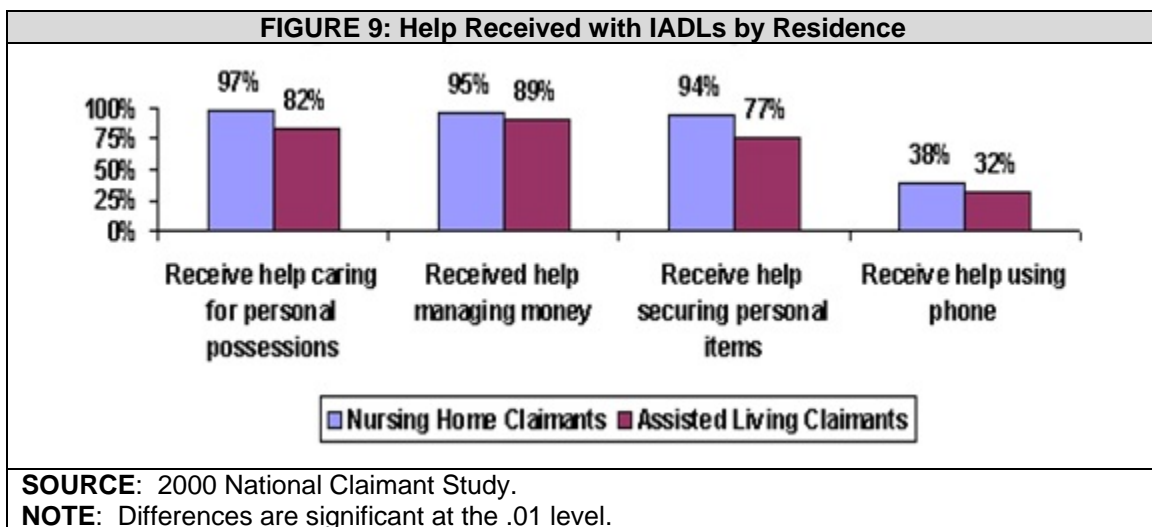 FIGURE 9: Help Received with IADLs by Residence
97% 82% 95% 89% 94% 77% 38% 32%
100%
75%
50%
25%
0%
Receive help caring
for personal
possessions
Received help
managing money
Receive help
securing personal
items
Receive help using
phone
Nursing Home Claimants Assisted Living Claimants
SOURCE: 2000 National Claimant Study.
NOTE: Differences are significant at the .01 level.